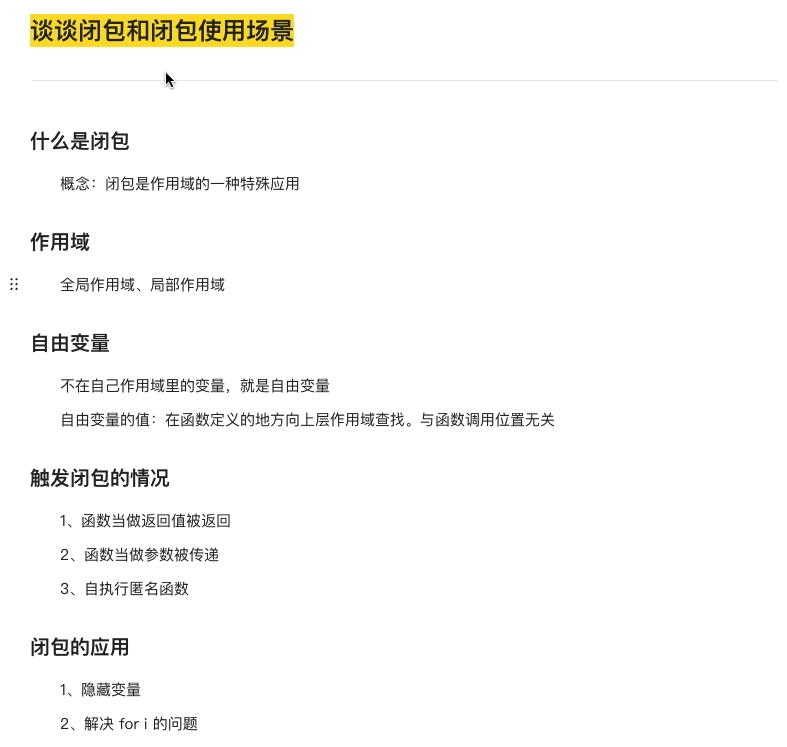 谈谈闭包和闭包使用场景
什么是闭包
概念：闭包是作用域的一种特殊应用
作用域
全局作用域、局部作用域
自由变量
不在自己作用域里的变量，就是自由变量
自由变量的值：在函数定义的地方向上层作用域查找。与函数调用位置无关
触发闭包的情况
1、函数当做返回值被返回
2、函数当做参数被传递
3、自执行匿名函数
闭包的应用
1、隐藏变量
2、解决 for i 的问题